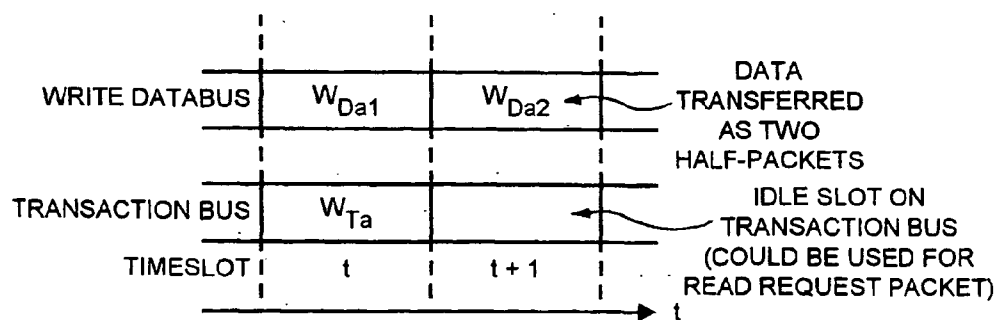 WRITE DATABUS
W_Da1
W_Da2
DATA
TRANSFERRED
AS TWO
HALF-PACKETS
TRANSACTION BUS
W_Ta
IDLE SLOT ON
TRANSACTION BUS
(COULD BE USED FOR
READ REQUEST PACKET)
TIMESLOT
t
t + 1
t